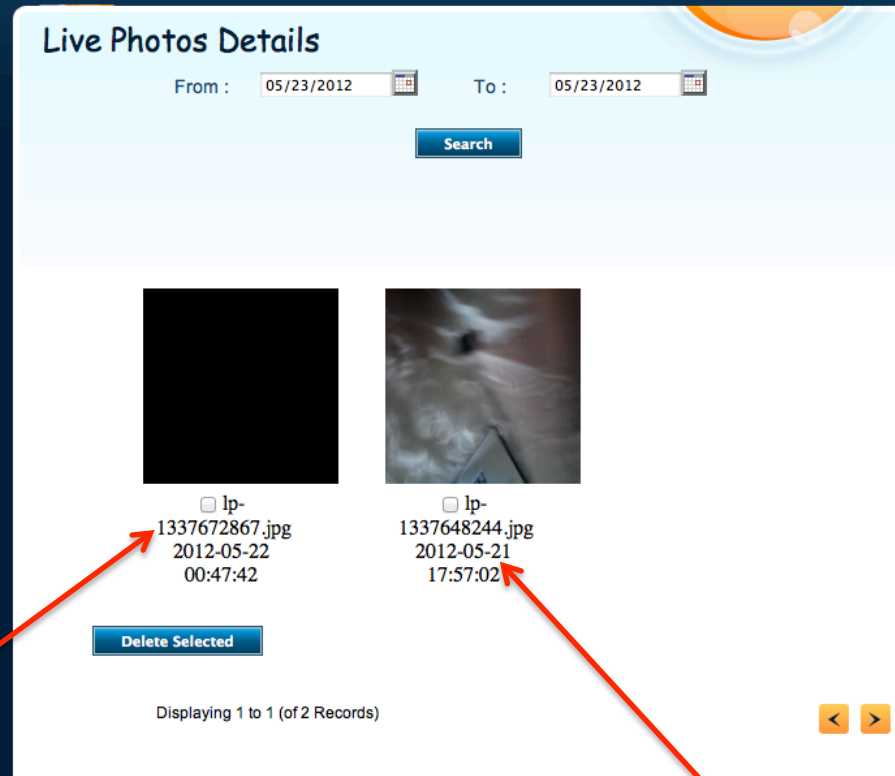 Live Photos Details
From : 05/23/2012 To : 05/23/2012
Search
lp-
1337672867.jpg
2012-05-22
00:47:42
lp-
1337648244.jpg
2012-05-21
17:57:02
Delete Selected
Displaying 1 to 1 (of 2 Records)